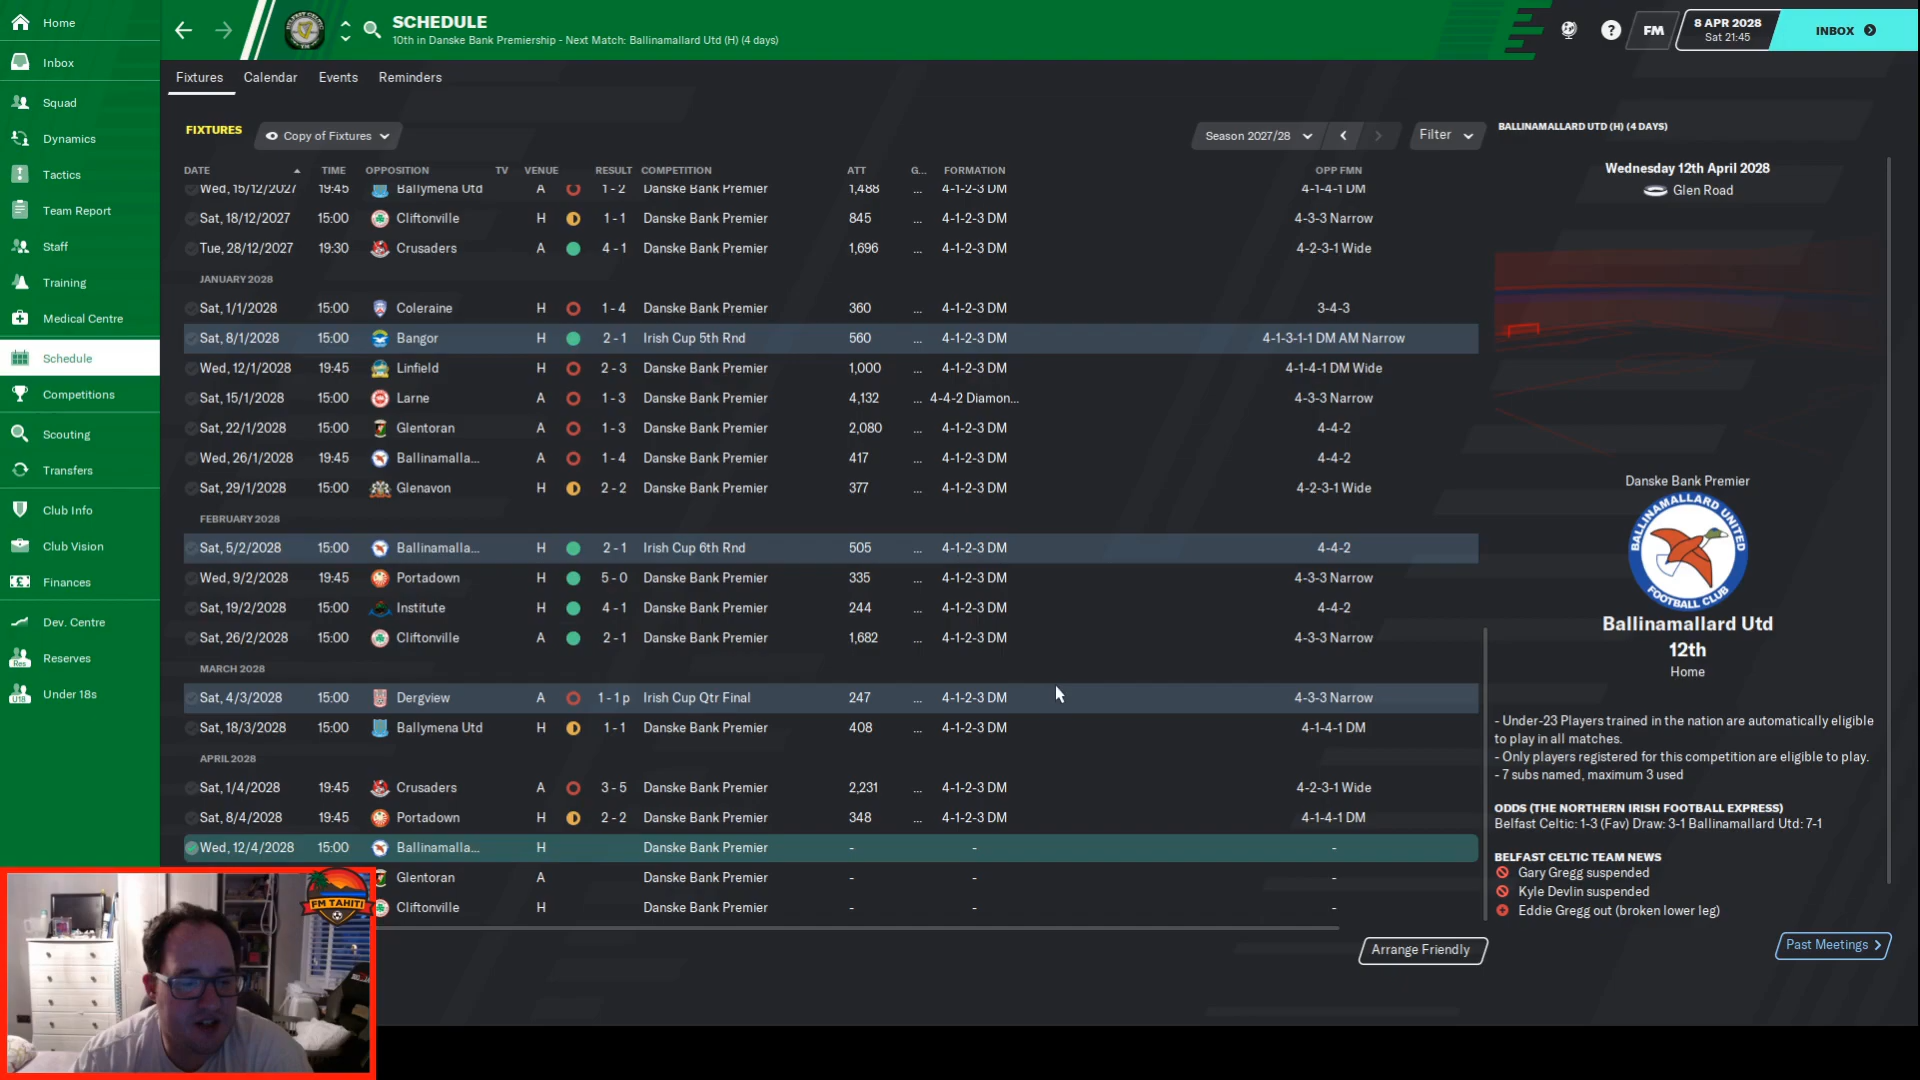 Home
Inbox
Squad
Dynamics
Tactics
Team Report
Staff
Training
Medical Centre
Schedule
Competitions
Scouting
Transfers
Club Info
Club Vision
Finances
Dev. Centre
Reserves
Under 18s
SCHEDULE
10th in Danske Bank Premiership - Next Match: Ballinamallard Utd (H) (4 days)
FM
8 APR 2028
Sat 21:45
INBOX
Fixtures Calendar Events Reminders
FIXTURES Copy of Fixtures Season 2027/28 Filter
DATE TIME OPPOSITION TV VENUE RESULT COMPETITION ATT G... FORMATION OPP FMN
Wed, 15/12/2027 19:45 Ballymena Utd A 1 - 2 Danske Bank Premier 1,488 ... 4-1-2-3 DM 4-1-4-1 DM
Sat, 18/12/2027 15:00 Cliftonville H 1 - 1 Danske Bank Premier 845 ... 4-1-2-3 DM 4-3-3 Narrow
Tue, 28/12/2027 19:30 Crusaders A 4 - 1 Danske Bank Premier 1,696 ... 4-1-2-3 DM 4-2-3-1 Wide
JANUARY 2028
Sat, 1/1/2028 15:00 Coleraine H 1 - 4 Danske Bank Premier 360 ... 4-1-2-3 DM 3-4-3
Sat, 8/1/2028 15:00 Bangor H 2 - 1 Irish Cup 5th Rnd 560 ... 4-1-2-3 DM 4-1-3-1-1 DM AM Narrow
Wed, 12/1/2028 19:45 Linfield H 2 - 3 Danske Bank Premier 1,000 ... 4-1-2-3 DM 4-1-4-1 DM Wide
Sat, 15/1/2028 15:00 Larne A 1 - 3 Danske Bank Premier 4,132 ... 4-4-2 Diamon... 4-3-3 Narrow
Sat, 22/1/2028 15:00 Glentoran A 1 - 3 Danske Bank Premier 2,080 ... 4-1-2-3 DM 4-4-2
Wed, 26/1/2028 19:45 Ballinamalla... A 1 - 4 Danske Bank Premier 417 ... 4-1-2-3 DM 4-4-2
Sat, 29/1/2028 15:00 Glenavon H 2 - 2 Danske Bank Premier 377 ... 4-1-2-3 DM 4-2-3-1 Wide
FEBRUARY 2028
Sat, 5/2/2028 15:00 Ballinamalla... H 2 - 1 Irish Cup 6th Rnd 505 ... 4-1-2-3 DM 4-4-2
Wed, 9/2/2028 19:45 Portadown H 5 - 0 Danske Bank Premier 335 ... 4-1-2-3 DM 4-3-3 Narrow
Sat, 19/2/2028 15:00 Institute H 4 - 1 Danske Bank Premier 244 ... 4-1-2-3 DM 4-4-2
Sat, 26/2/2028 15:00 Cliftonville A 2 - 1 Danske Bank Premier 1,682 ... 4-1-2-3 DM 4-3-3 Narrow
MARCH 2028
Sat, 4/3/2028 15:00 Dergview A 1 - 1 p Irish Cup Qtr Final 247 ... 4-1-2-3 DM 4-3-3 Narrow
Sat, 18/3/2028 15:00 Ballymena Utd H 1 - 1 Danske Bank Premier 408 ... 4-1-2-3 DM 4-1-4-1 DM
APRIL 2028
Sat, 1/4/2028 19:45 Crusaders A 3 - 5 Danske Bank Premier 2,231 ... 4-1-2-3 DM 4-2-3-1 Wide
Sat, 8/4/2028 19:45 Portadown H 2 - 2 Danske Bank Premier 348 ... 4-1-2-3 DM 4-1-4-1 DM
Wed, 12/4/2028 15:00 Ballinamalla... H Danske Bank Premier - - -
Glentoran A Danske Bank Premier - - -
Cliftonville H Danske Bank Premier - - -
Arrange Friendly
BALLINAMALLARD UTD (H) (4 DAYS)
Wednesday 12th April 2028
Glen Road
Danske Bank Premier
BALLINAMALLARD UNITED
FOOTBALL CLUB
Ballinamallard Utd
12th
Home
- Under-23 Players trained in the nation are automatically eligible
to play in all matches.
- Only players registered for this competition are eligible to play.
- 7 subs named, maximum 3 used
ODDS (THE NORTHERN IRISH FOOTBALL EXPRESS)
Belfast Celtic: 1-3 (Fav) Draw: 3-1 Ballinamallard Utd: 7-1
BELFAST CELTIC TEAM NEWS
Gary Gregg suspended
Kyle Devlin suspended
Eddie Gregg out (broken lower leg)
Past Meetings
FM TAHITI